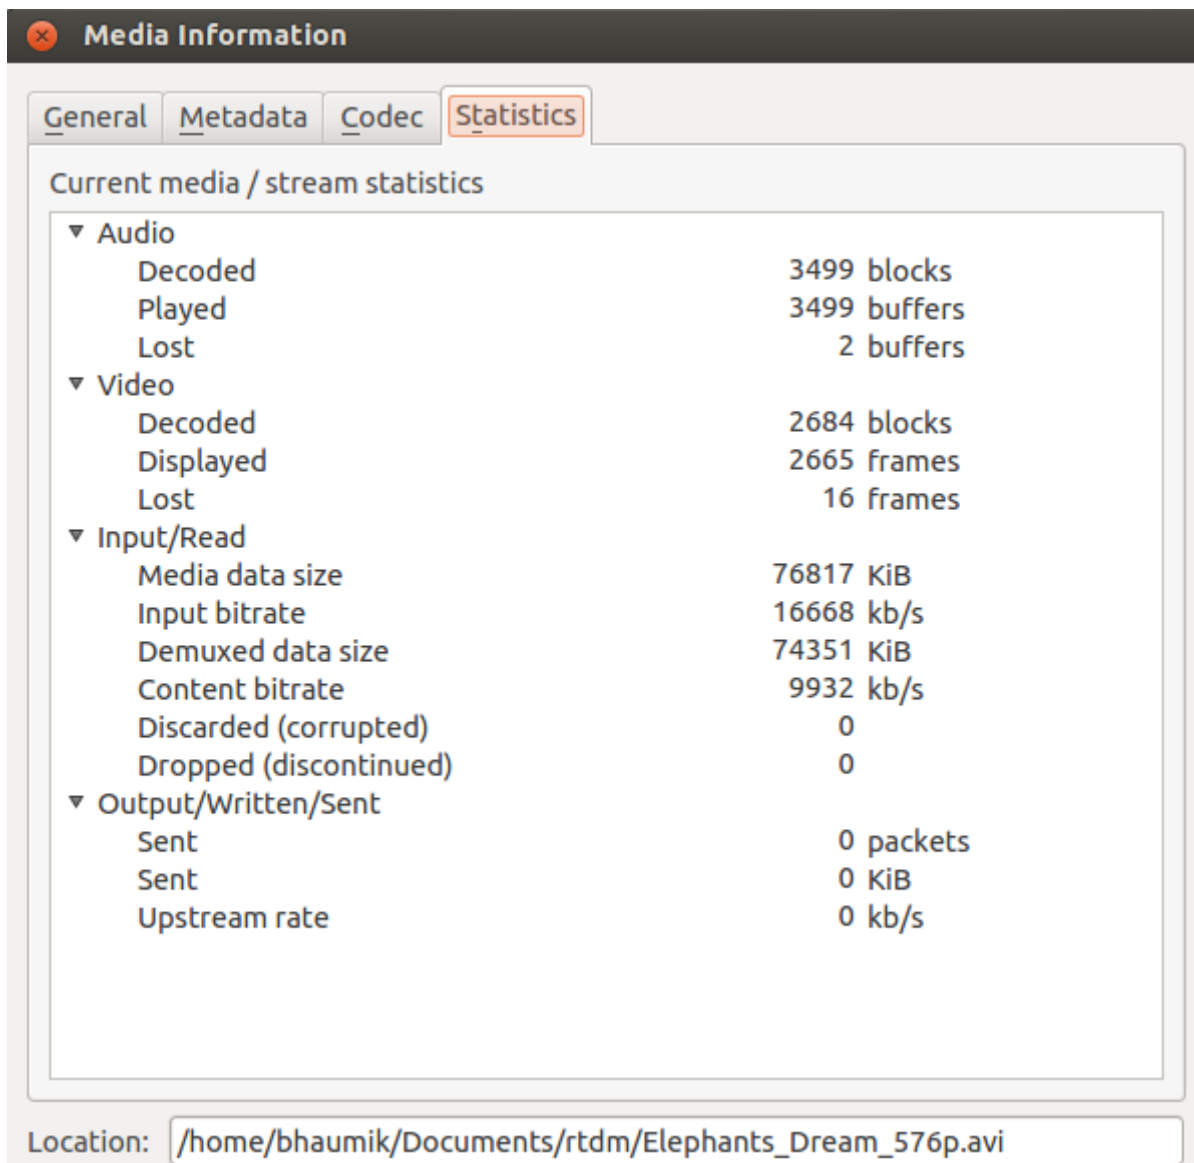 Media Information
General Metadata Codec Statistics
Current media / stream statistics
Audio
Decoded 3499 blocks
Played 3499 buffers
Lost 2 buffers
Video
Decoded 2684 blocks
Displayed 2665 frames
Lost 16 frames
Input/Read
Media data size 76817 KiB
Input bitrate 16668 kb/s
Demuxed data size 74351 KiB
Content bitrate 9932 kb/s
Discarded (corrupted) 0
Dropped (discontinued) 0
Output/Written/Sent
Sent 0 packets
Sent 0 KiB
Upstream rate 0 kb/s
Location: /home/bhaumik/Documents/rtdm/Elephants_Dream_576p.avi